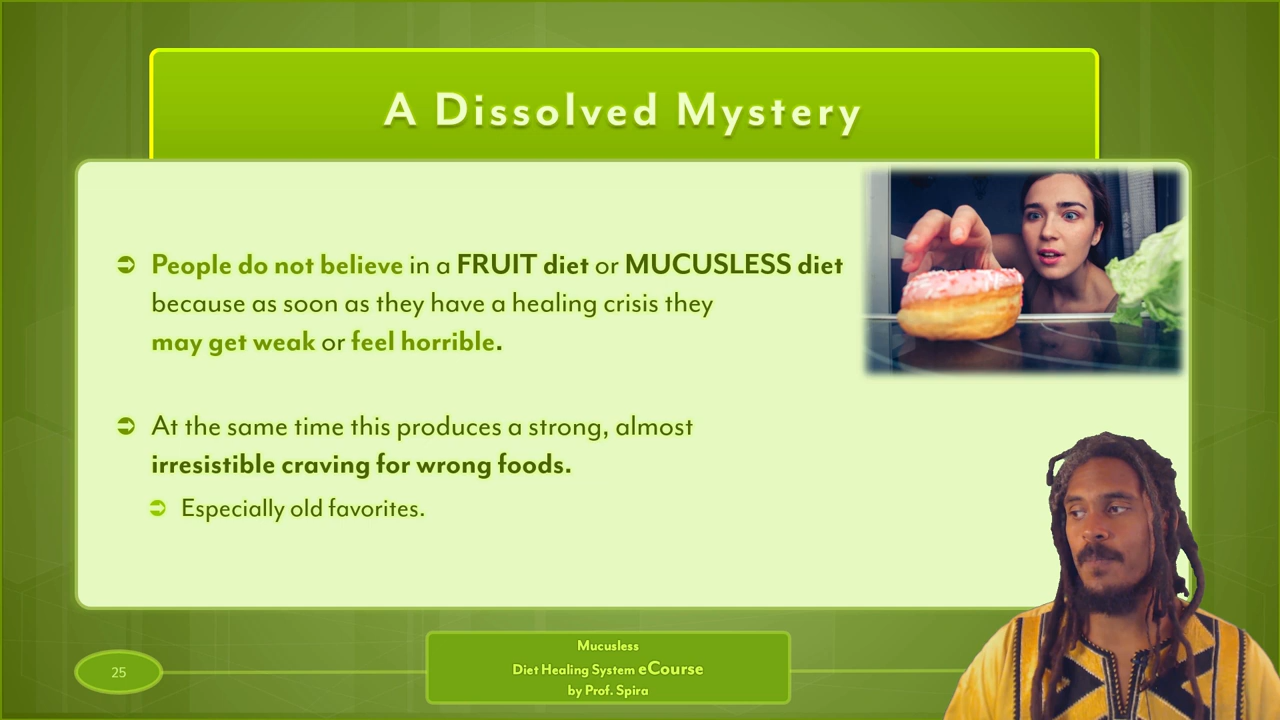 A Dissolved Mystery
People do not believe in a FRUIT diet or MUCUSLESS diet
because as soon as they have a healing crisis they
may get weak or feel horrible.
At the same time this produces a strong, almost
irresistible craving for wrong foods.
Especially old favorites.
25
Mucusless
Diet Healing System eCourse
by Prof. Spira